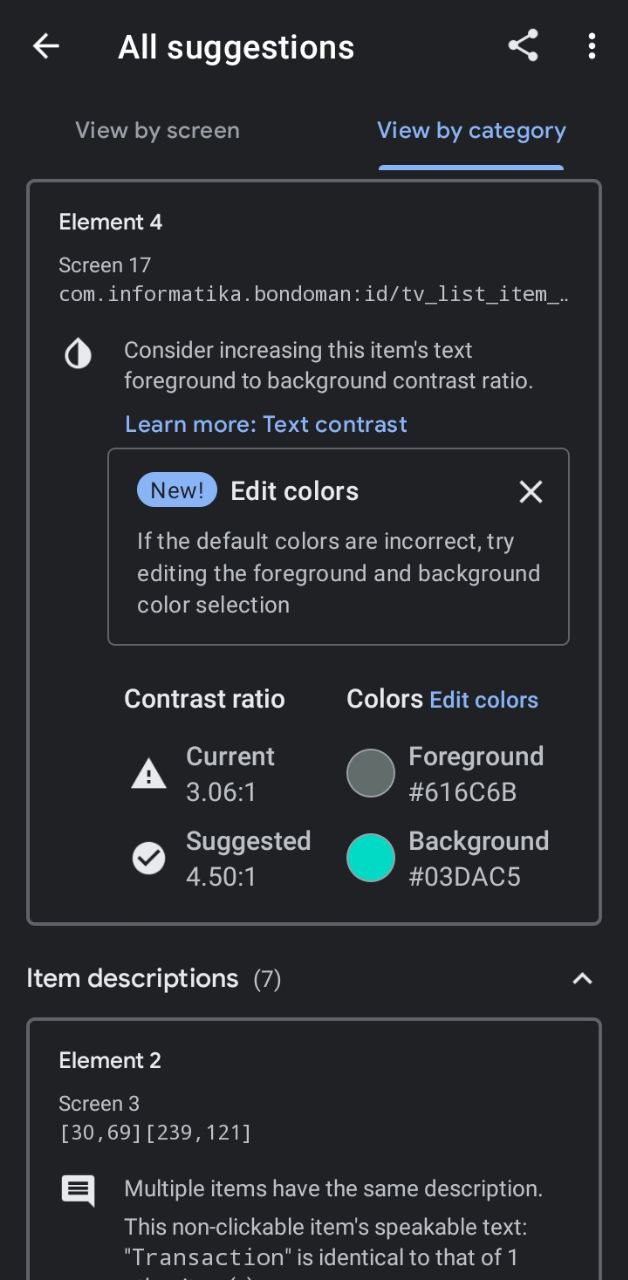 All suggestions
View by screen
View by category
Element 4
Screen 17
com.informatika.bondoman:id/tv_list_item_…
Consider increasing this item's text
foreground to background contrast ratio.
Learn more: Text contrast
New! Edit colors
If the default colors are incorrect, try
editing the foreground and background
color selection
Contrast ratio
Colors Edit colors
Current
3.06:1
Foreground
#616C6B
Suggested
4.50:1
Background
#03DAC5
Item descriptions (7)
Element 2
Screen 3
[30,69][239,121]
Multiple items have the same description.
This non-clickable item's speakable text:
"Transaction" is identical to that of 1